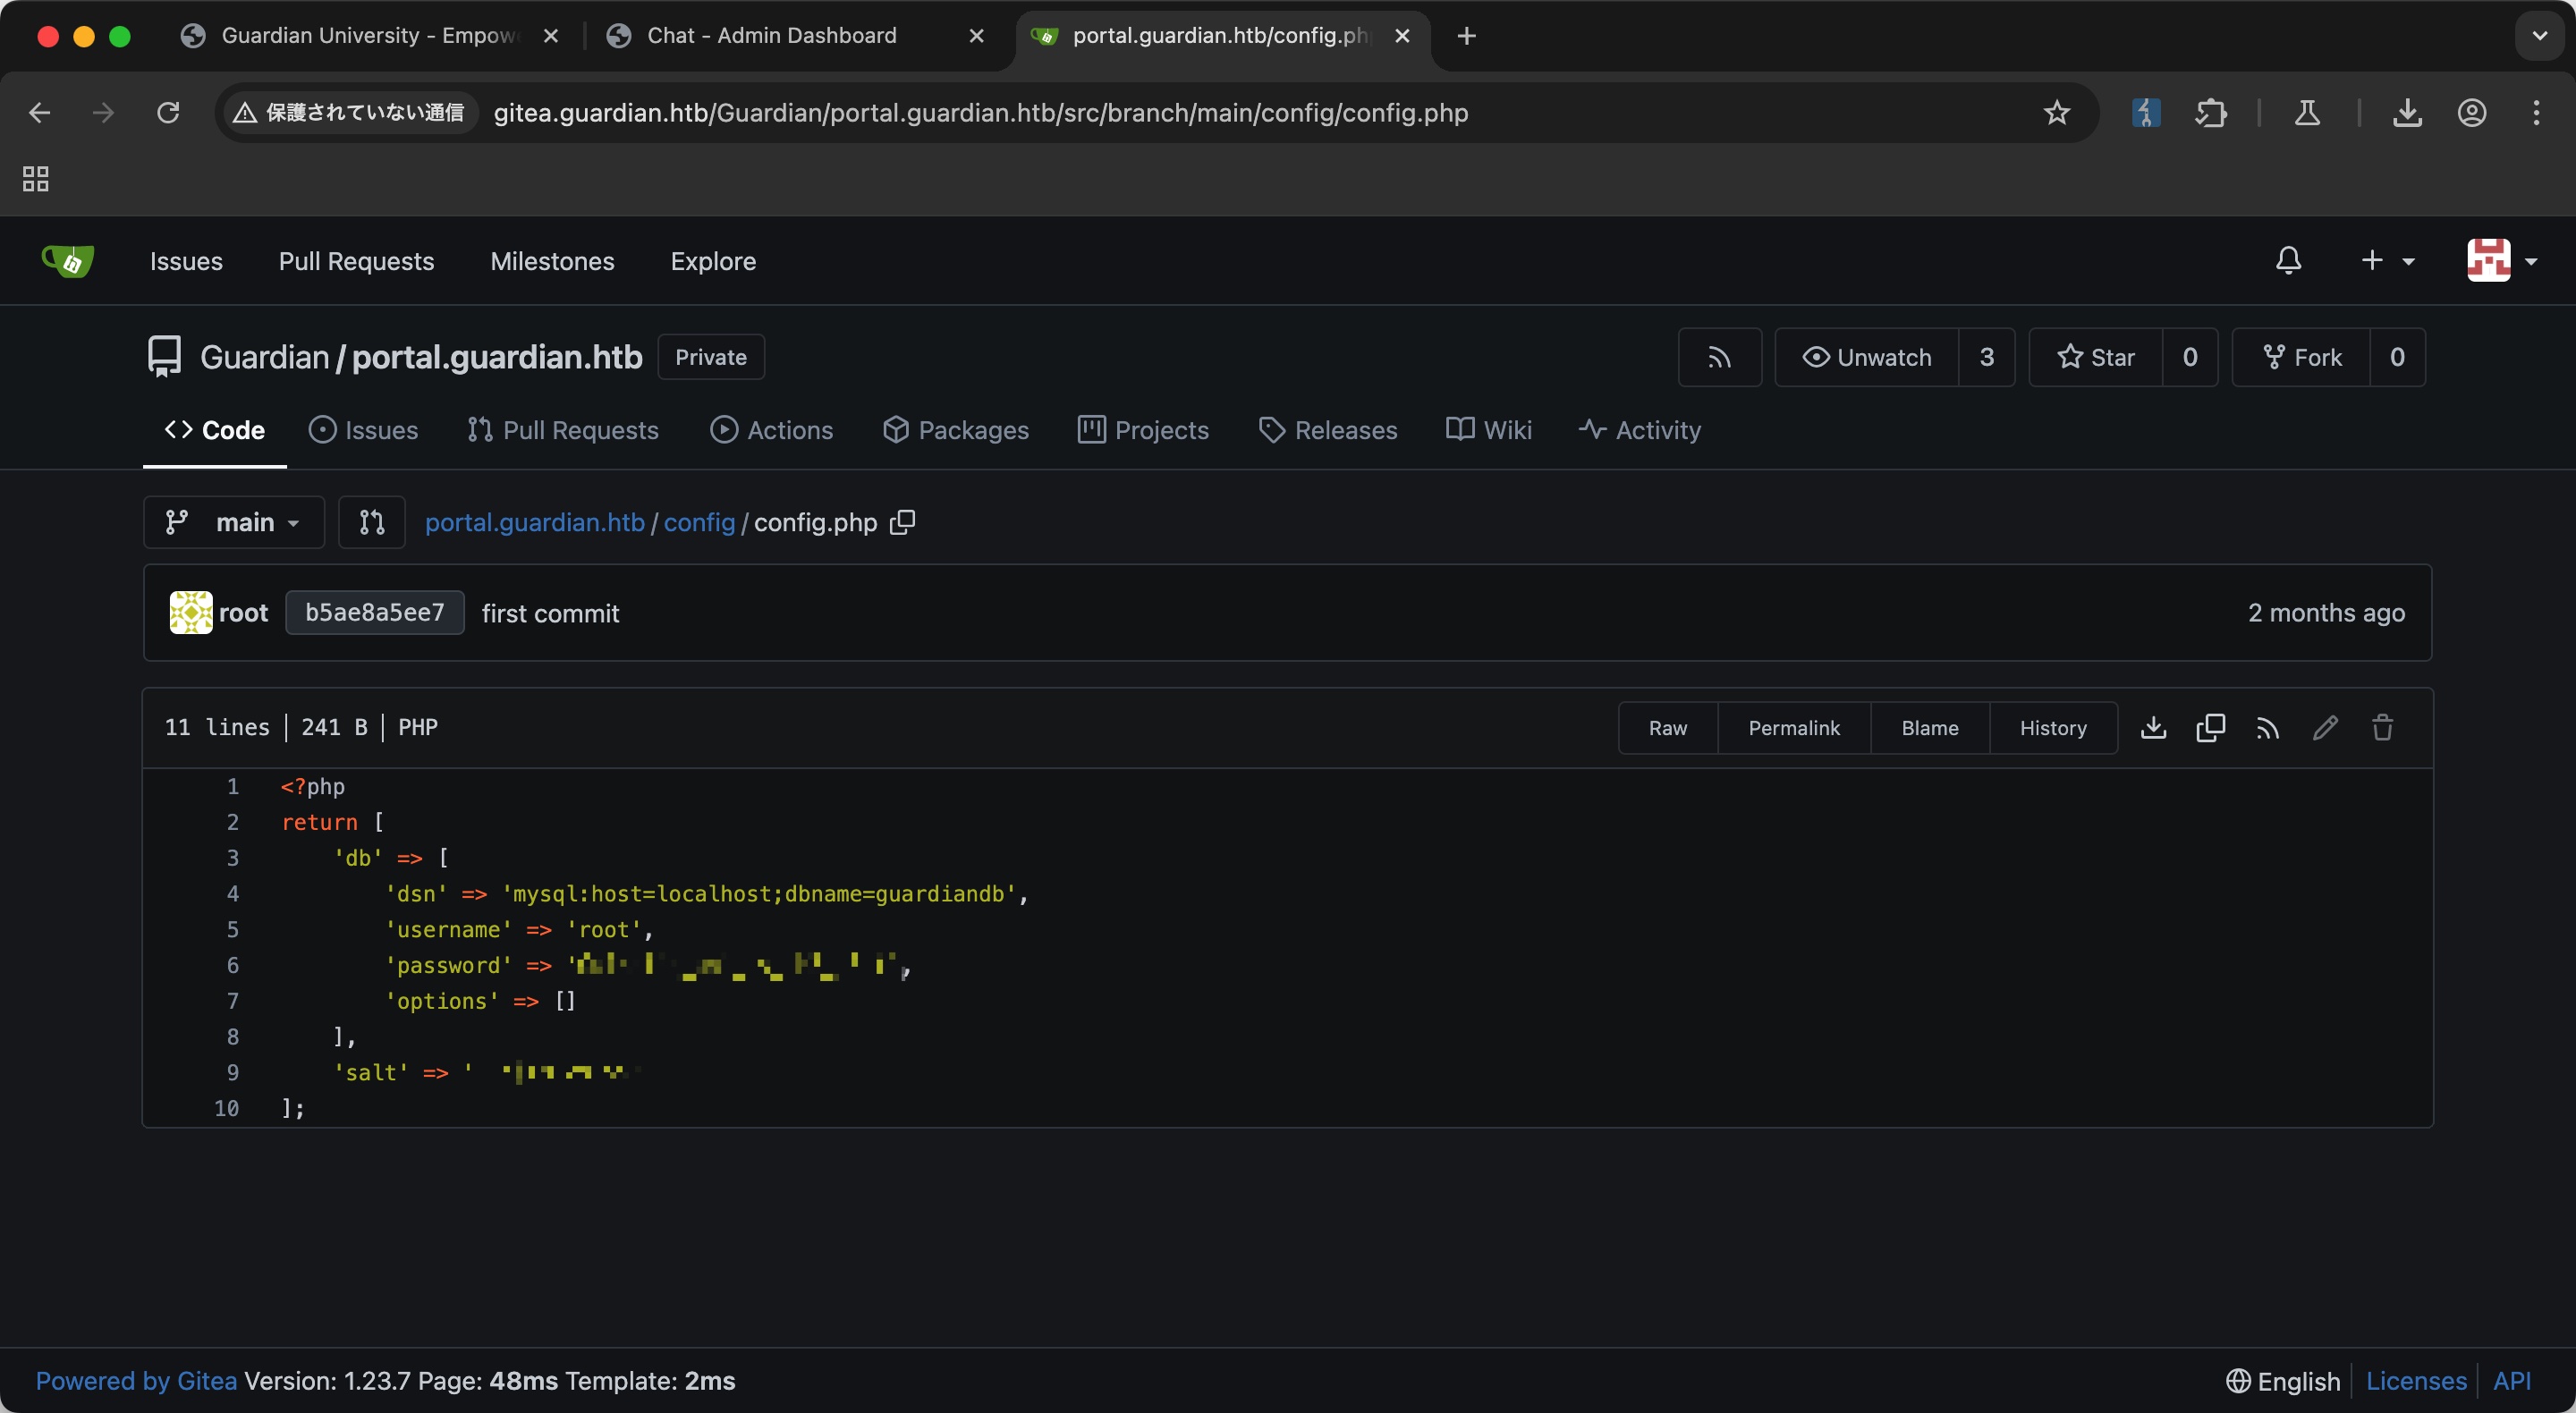 Guardian University - Empow
Chat - Admin Dashboard
portal.guardian.htb/config.ph
保護されていない通信
gitea.guardian.htb/Guardian/portal.guardian.htb/src/branch/main/config/config.php
Issues
Pull Requests
Milestones
Explore
Guardian/portal.guardian.htb
Private
Unwatch 3
Star 0
Fork 0
Code
Issues
Pull Requests
Actions
Packages
Projects
Releases
Wiki
Activity
main
portal.guardian.htb/config/config.php
root b5ae8a5ee7 first commit
2 months ago
11 lines | 241 B | PHP
Raw
Permalink
Blame
History
1 <?php
2 return [
3 'db' => [
4 'dsn' => 'mysql:host=localhost;dbname=guardiandb',
5 'username' => 'root',
6 'password' => '
7 'options' => []
8 ],
9 'salt' => '
10 ];
Powered by Gitea Version: 1.23.7 Page: 48ms Template: 2ms
English
Licenses
API